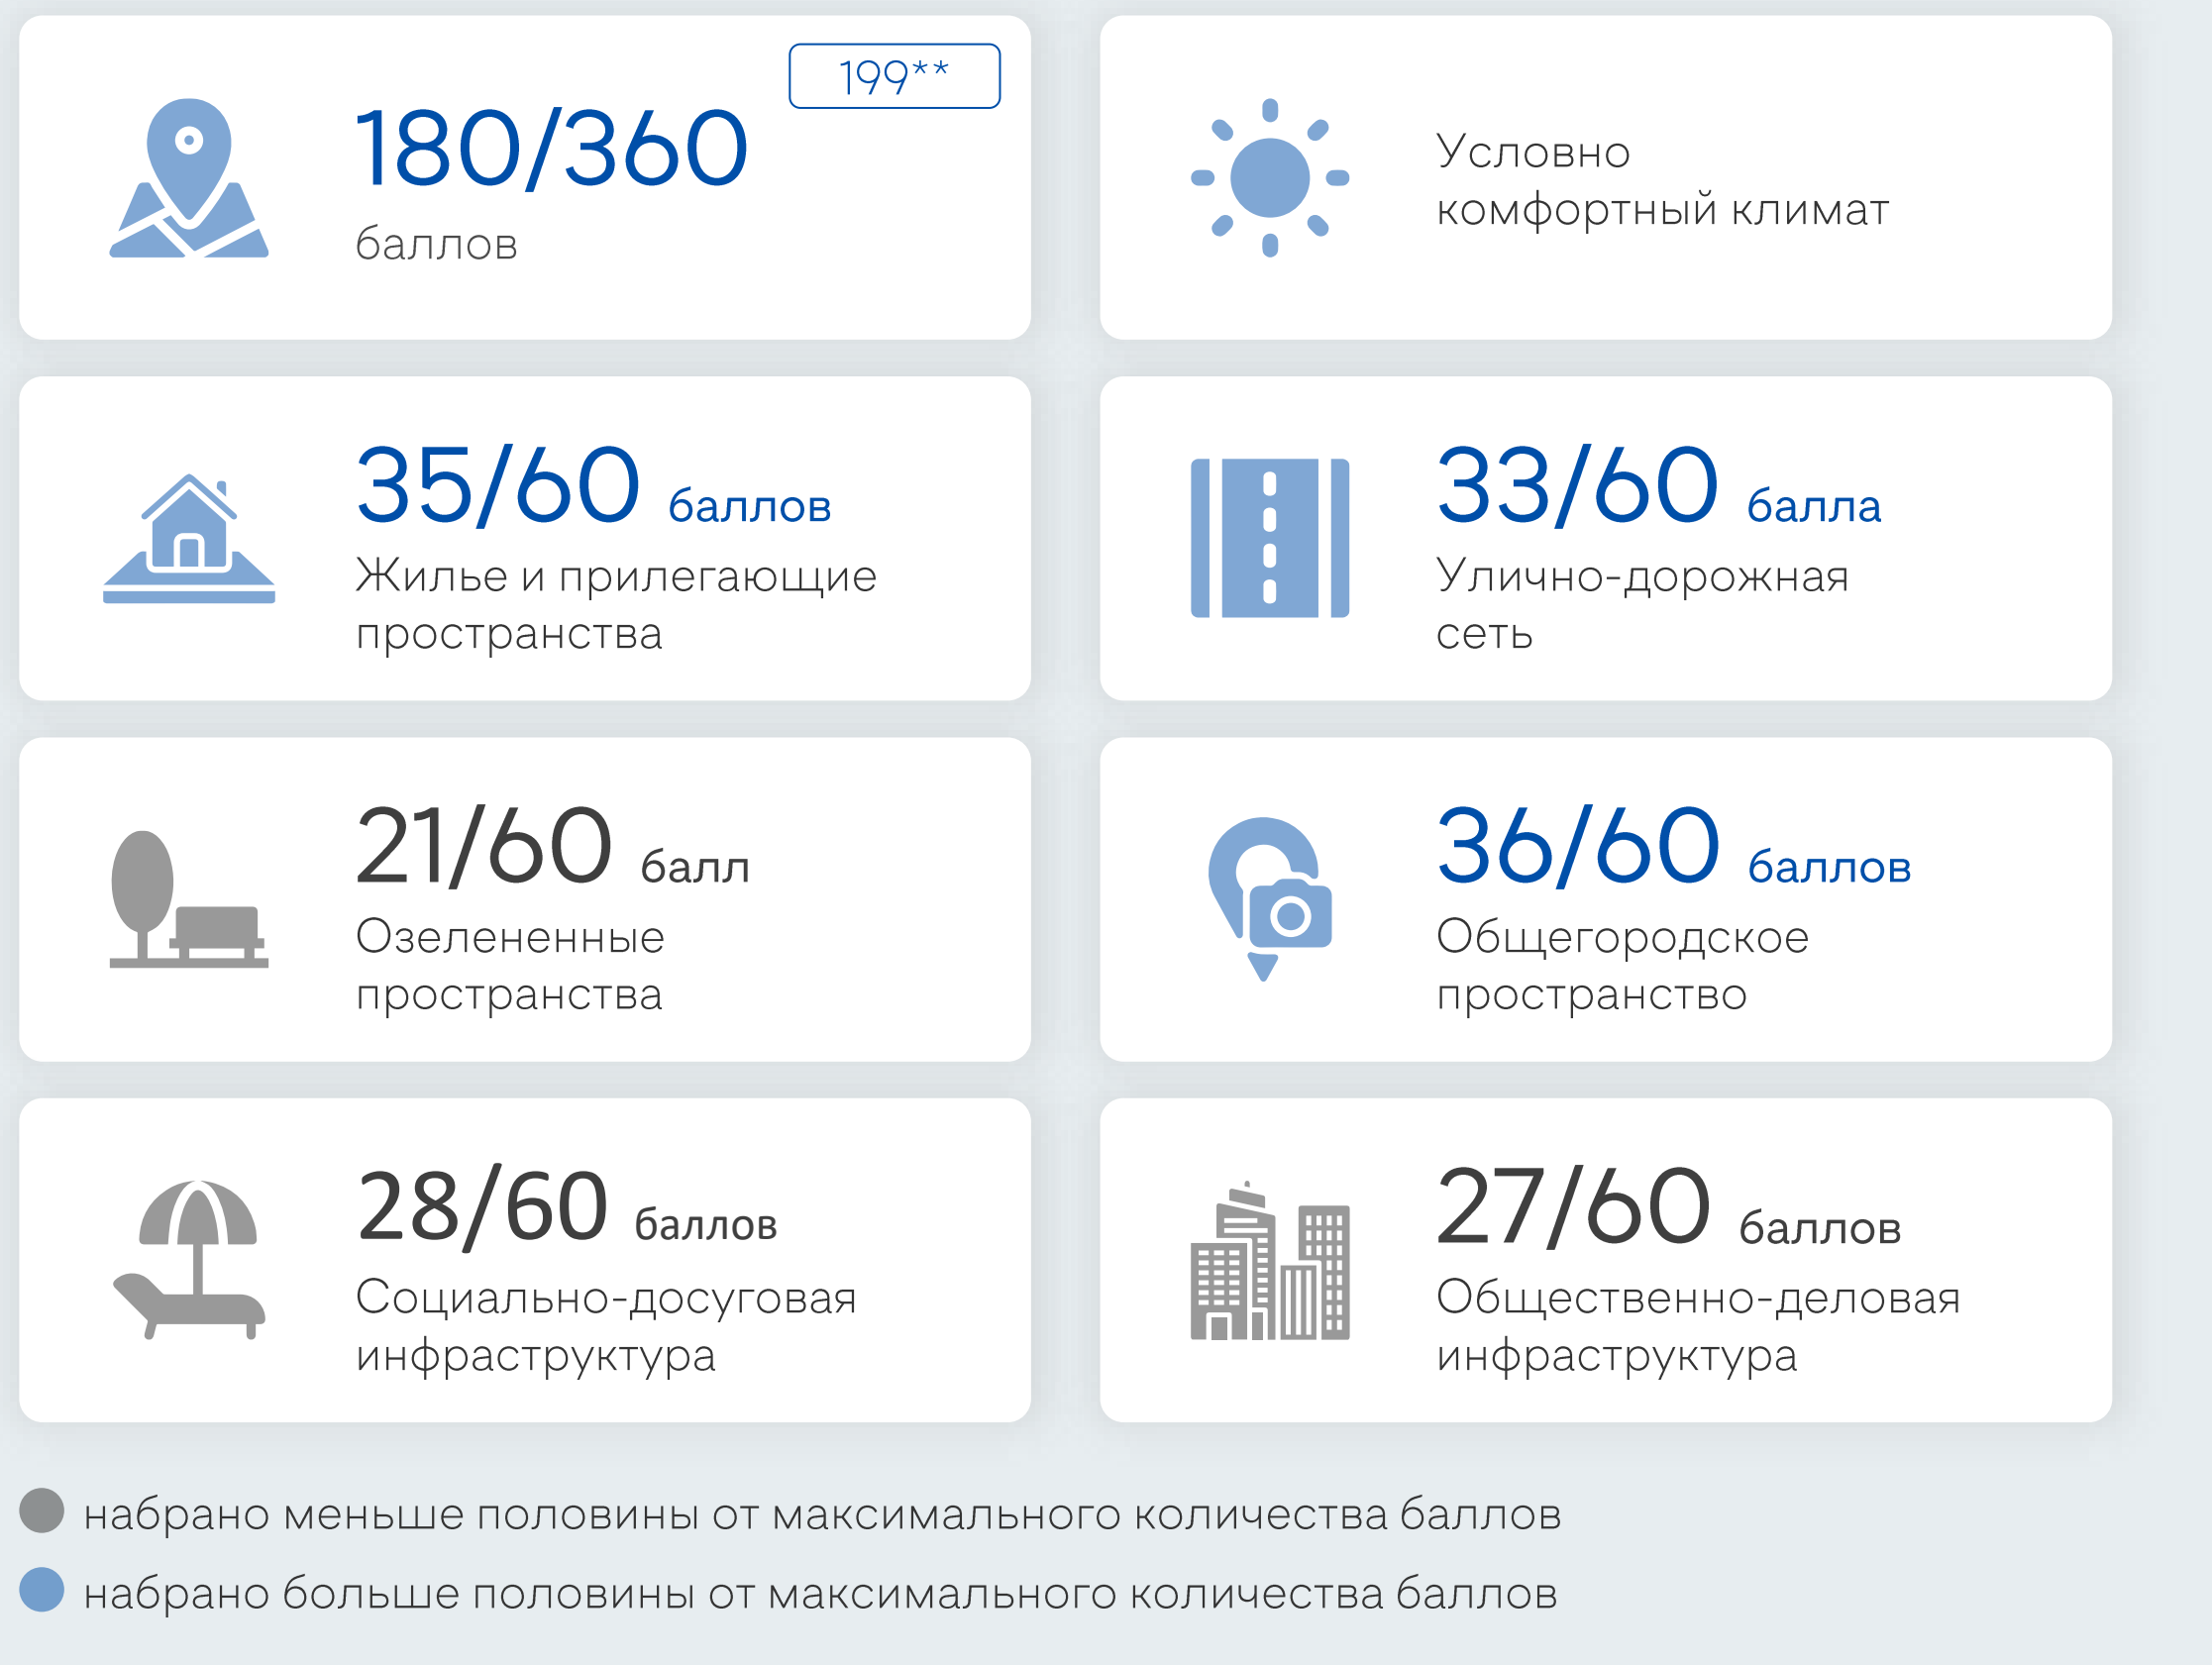 199**
180/360
баллов
Условно
комфортный климат
35/60 баллов
Жилье и прилегающие
пространства
33/60 балла
Улично-дорожная
сеть
21/60 балл
Озелененные
пространства
36/60 баллов
Общегородское
пространство
28/60 баллов
Социально-досуговая
инфраструктура
27/60 баллов
Общественно-деловая
инфраструктура
набрано меньше половины от максимального количества баллов
набрано больше половины от максимального количества баллов